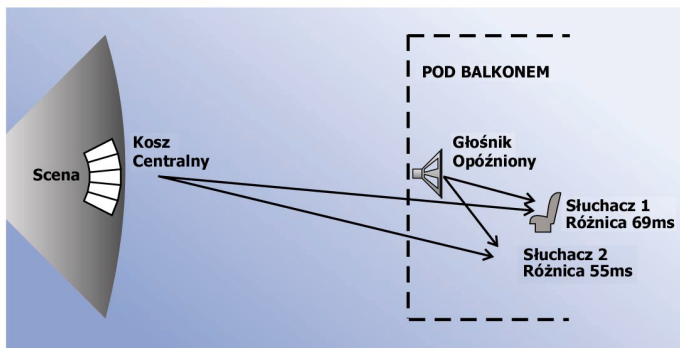 POD BALKONEM
Kosz
Centralny
Głośnik
Opóźniony
Scena
Słuchacz 1
Różnica 69ms
Słuchacz 2
Różnica 55ms